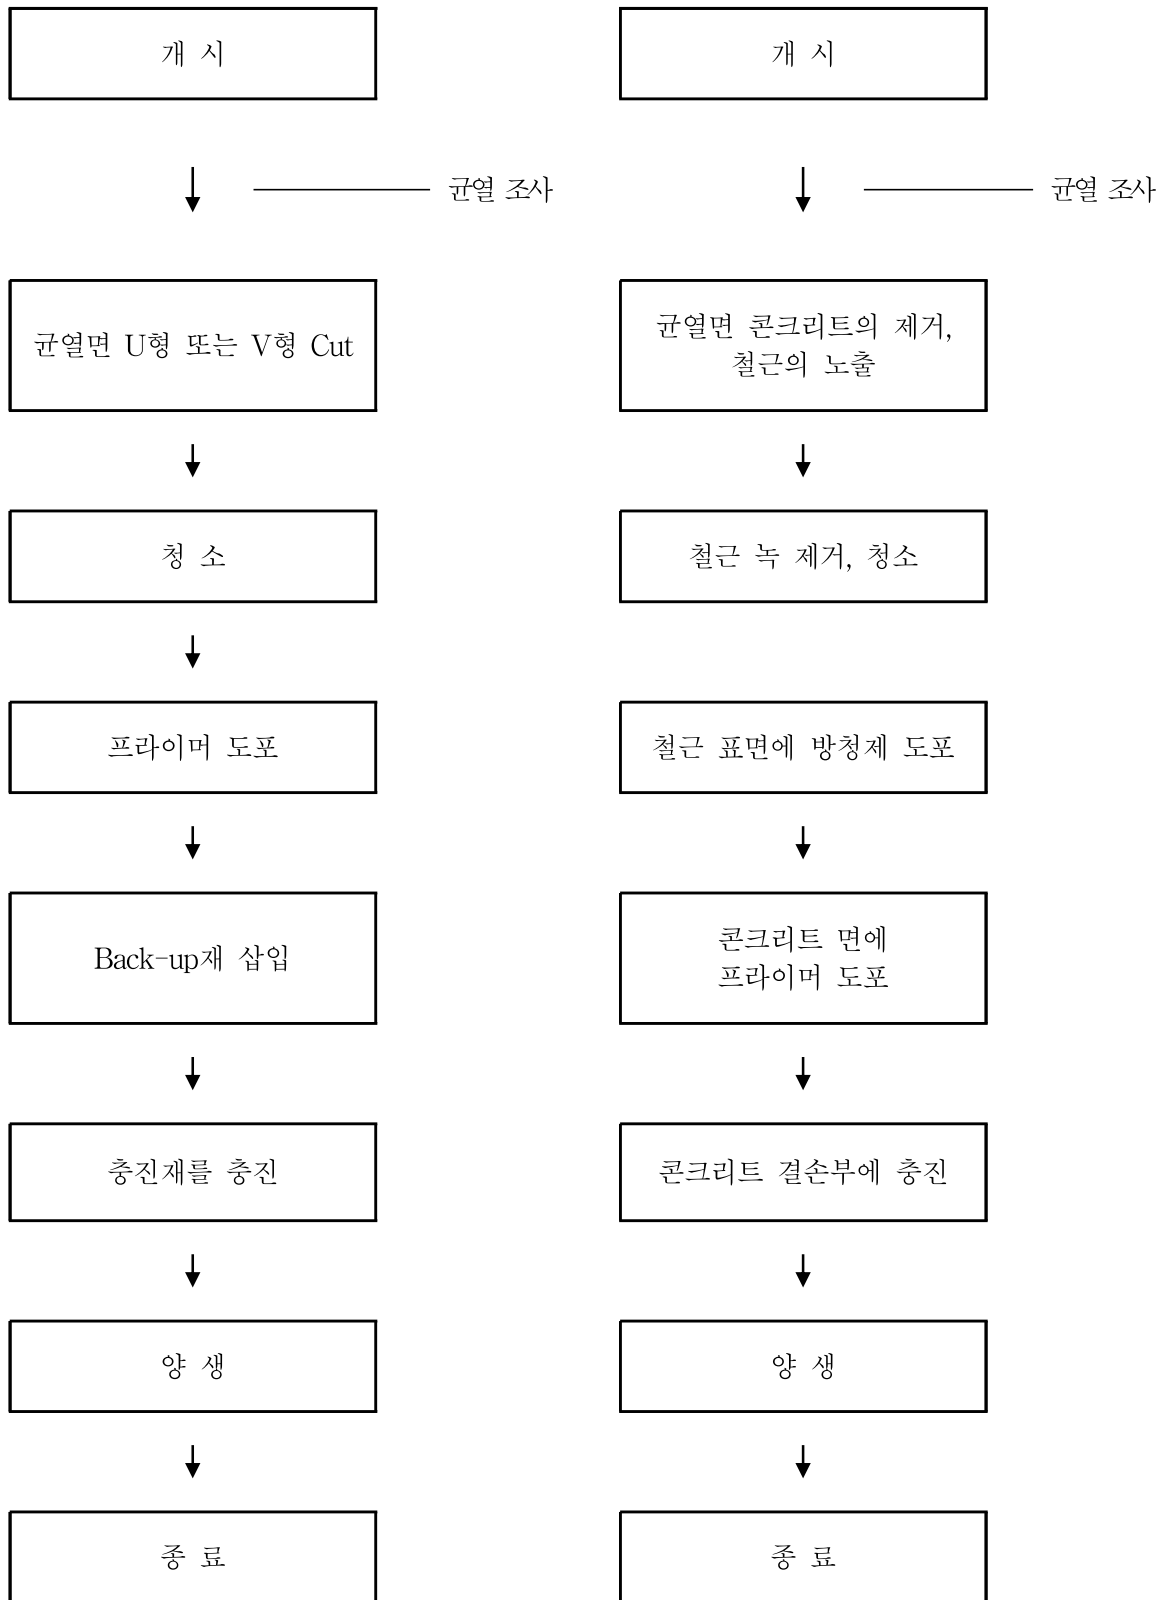 개 시
균열 조사
균열면 U형 또는 V형 Cut
청 소
프라이머 도포
Back-up재 삽입
충진재를 충진
양 생
종 료
개 시
균열 조사
균열면 콘크리트의 제거,
철근의 노출
철근 녹 제거, 청소
철근 표면에 방청제 도포
콘크리트 면에
프라이머 도포
콘크리트 결손부에 충진
양 생
종 료